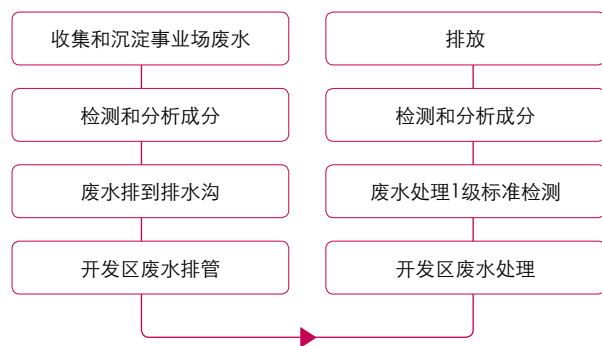 收集和沉淀事业场废水
检测和分析成分
废水排到排水沟
开发区废水排管
排放
检测和分析成分
废水处理1级标准检测
开发区废水处理